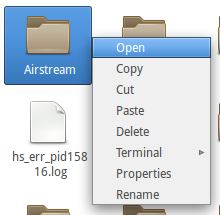 Airstream
hs_err_pid158
16.log
Open
Copy
Cut
Paste
Delete
Terminal
Properties
Rename